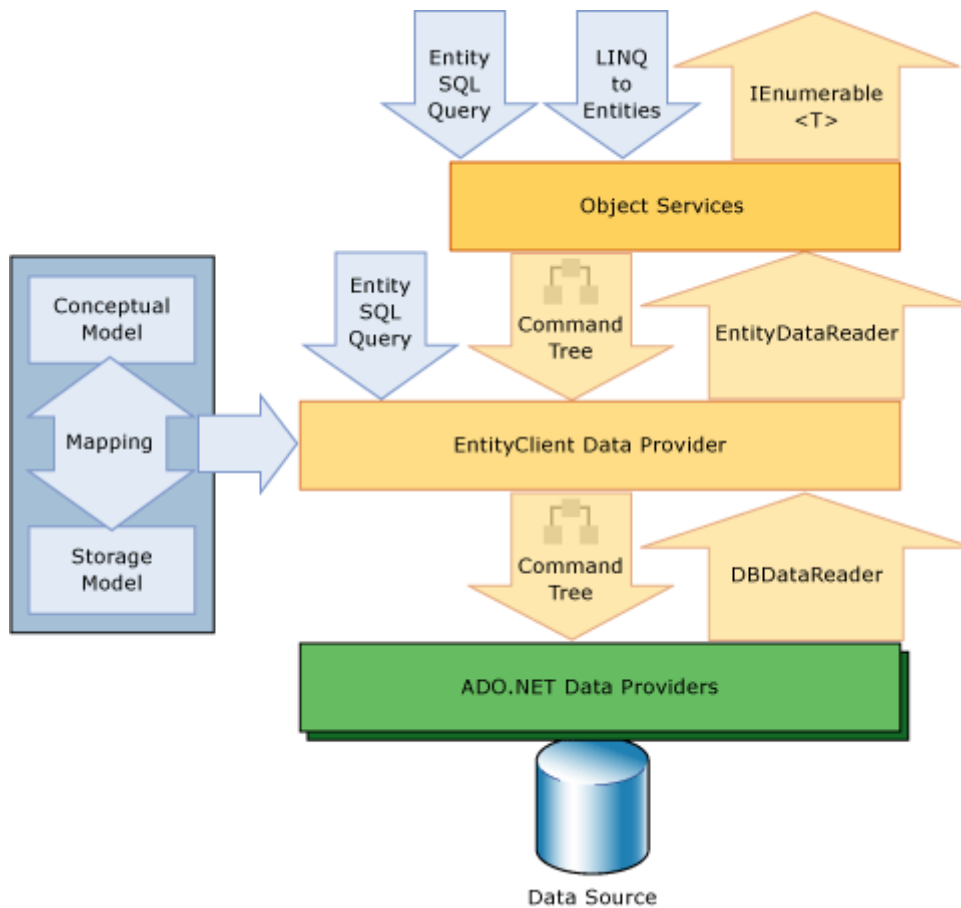 Entity
SQL
Query
LINQ
to
Entities
IEnumerable
<T>
Object Services
Conceptual
Model
Mapping
Storage
Model
Entity
SQL
Query
Command
Tree
EntityDataReader
EntityClient Data Provider
Command
Tree
DBDataReader
ADO.NET Data Providers
Data Source